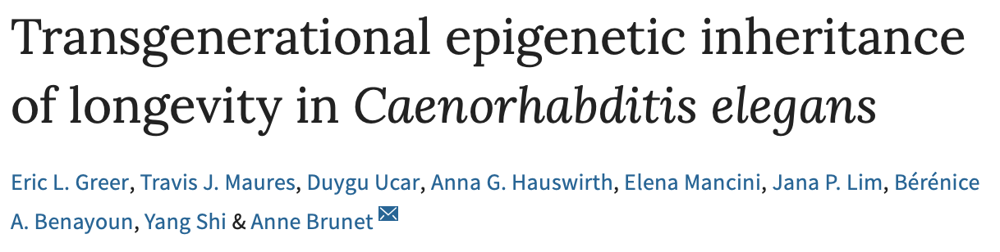 Transgenerational epigenetic inheritance
of longevity in Caenorhabditis elegans
Eric L. Greer, Travis J. Maures, Duygu Ucar, Anna G. Hauswirth, Elena Mancini, Jana P. Lim, Bérénice
A. Benayoun, Yang Shi & Anne Brunet